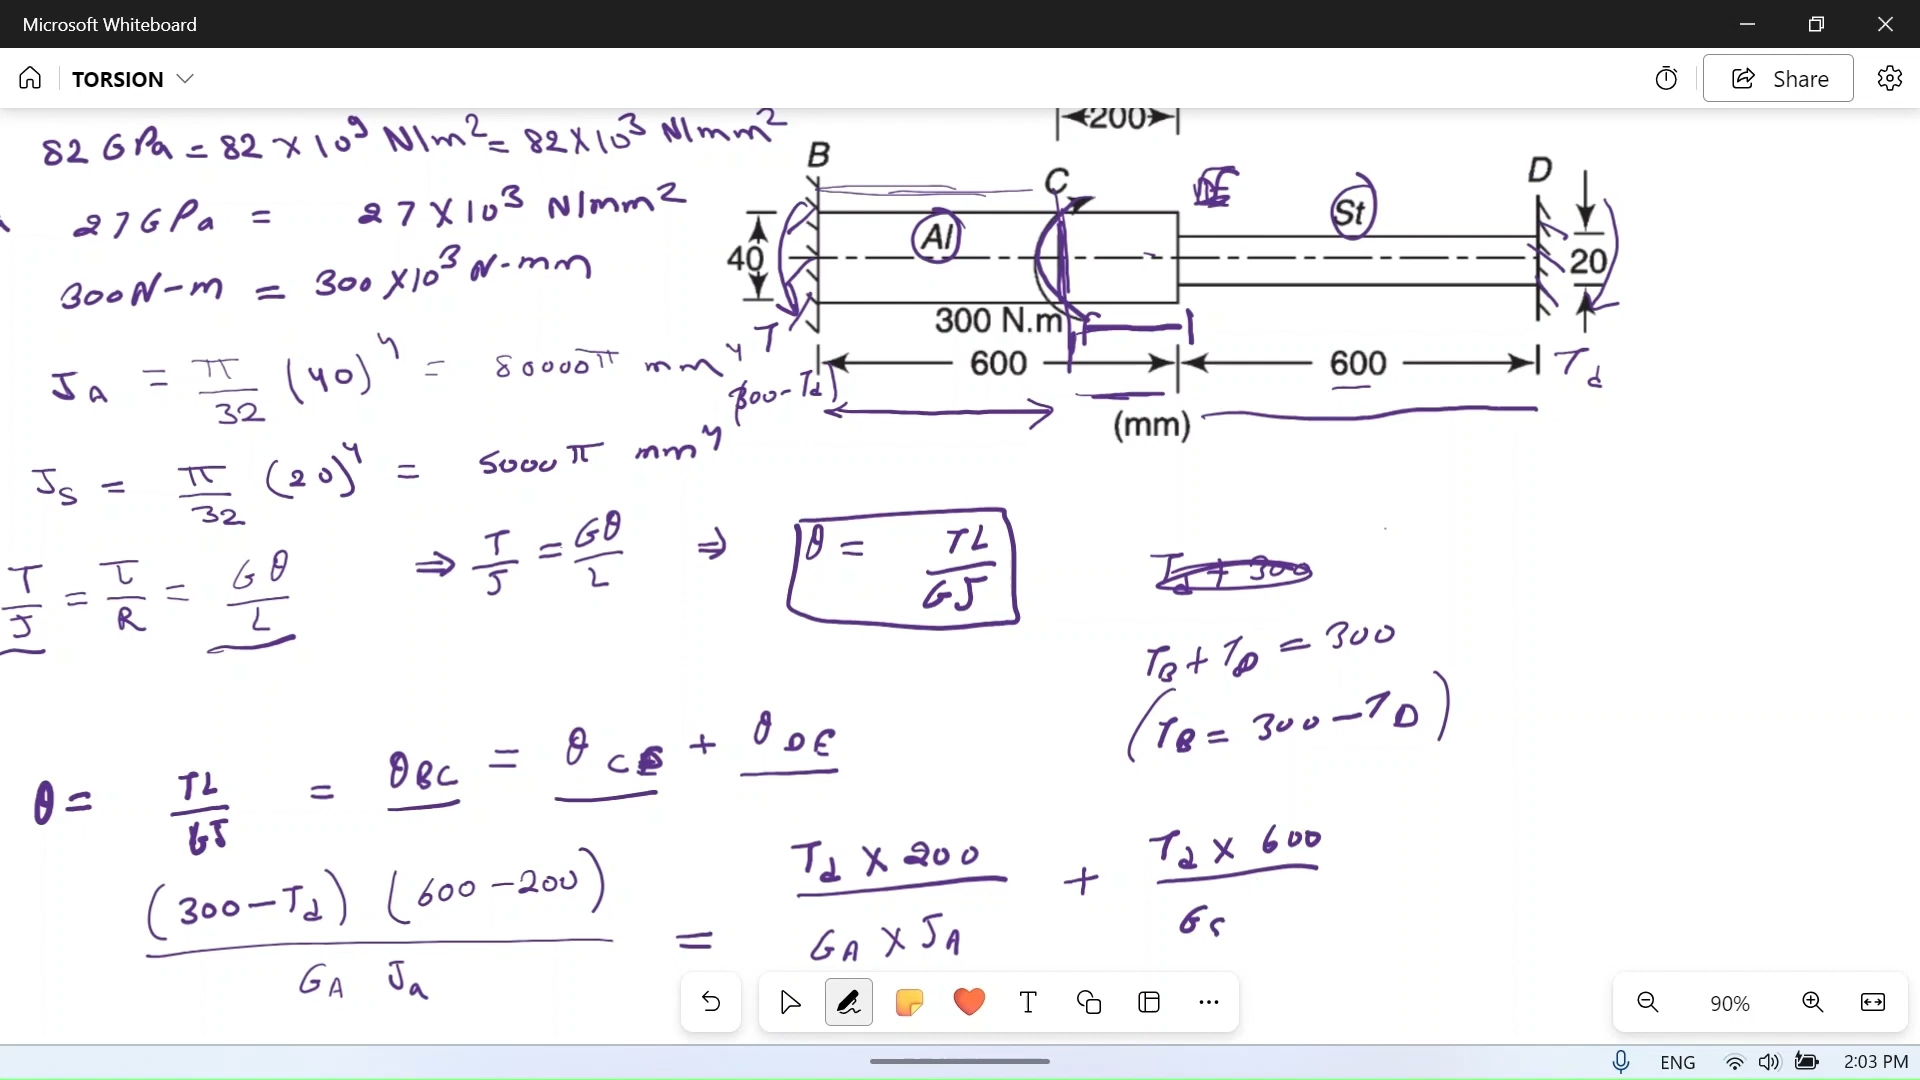 Microsoft Whiteboard
TORSION
Share
82 GPa = 82 × 10⁹ N/m² = 82×10³ N/mm²
27 GPa = 27 × 10³ N/mm²
300 N-m = 300 ×10³ N-mm
J_A = π/32 (40)⁴ = 80000π mm⁴
J_S = π/32 (20)⁴ = 5000 π mm⁴
T/J = τ/R = Gθ/L ⇒ T/J = Gθ/L ⇒ θ = TL/GJ
200
B C E D
Al St
40 20
300 N.m
T
600 600 T_d
(300-T_d)
(mm)
T_d + 300
T_B + T_D = 300
(T_B = 300 - T_D)
θ = TL/GJ = θ_BC = θ_CE + θ_DE
(300 - T_d) (600 - 200) / G_A J_a = T_d × 200 / G_A × J_A + T_d × 600 / G_S
T
90%
ENG
2:03 PM